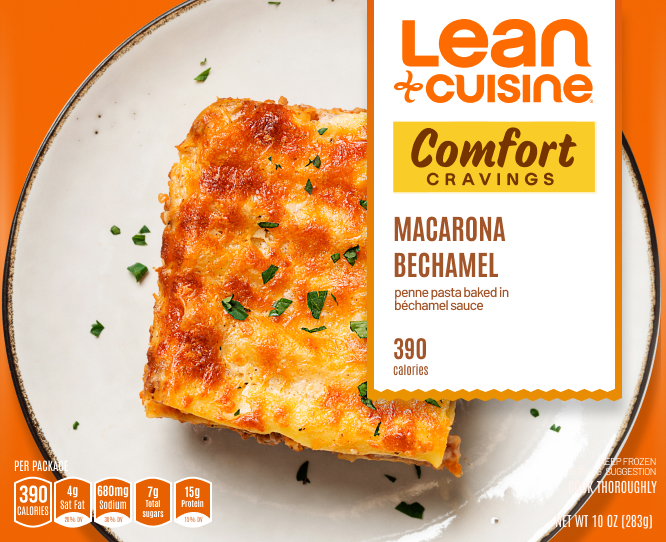 Lean
cuisine
Comfort
CRAVINGS
MACARONA
BECHAMEL
penne pasta baked in
béchamel sauce
390
calories
PER PACKAGE
390
CALORIES
4g
Sat Fat
20% DV
680mg
Sodium
30% DV
7g
Total
sugars
15g
Protein
EEP FROZEN
SUGGESTION
K THOROUGHLY
NET WT 10 OZ (283g)